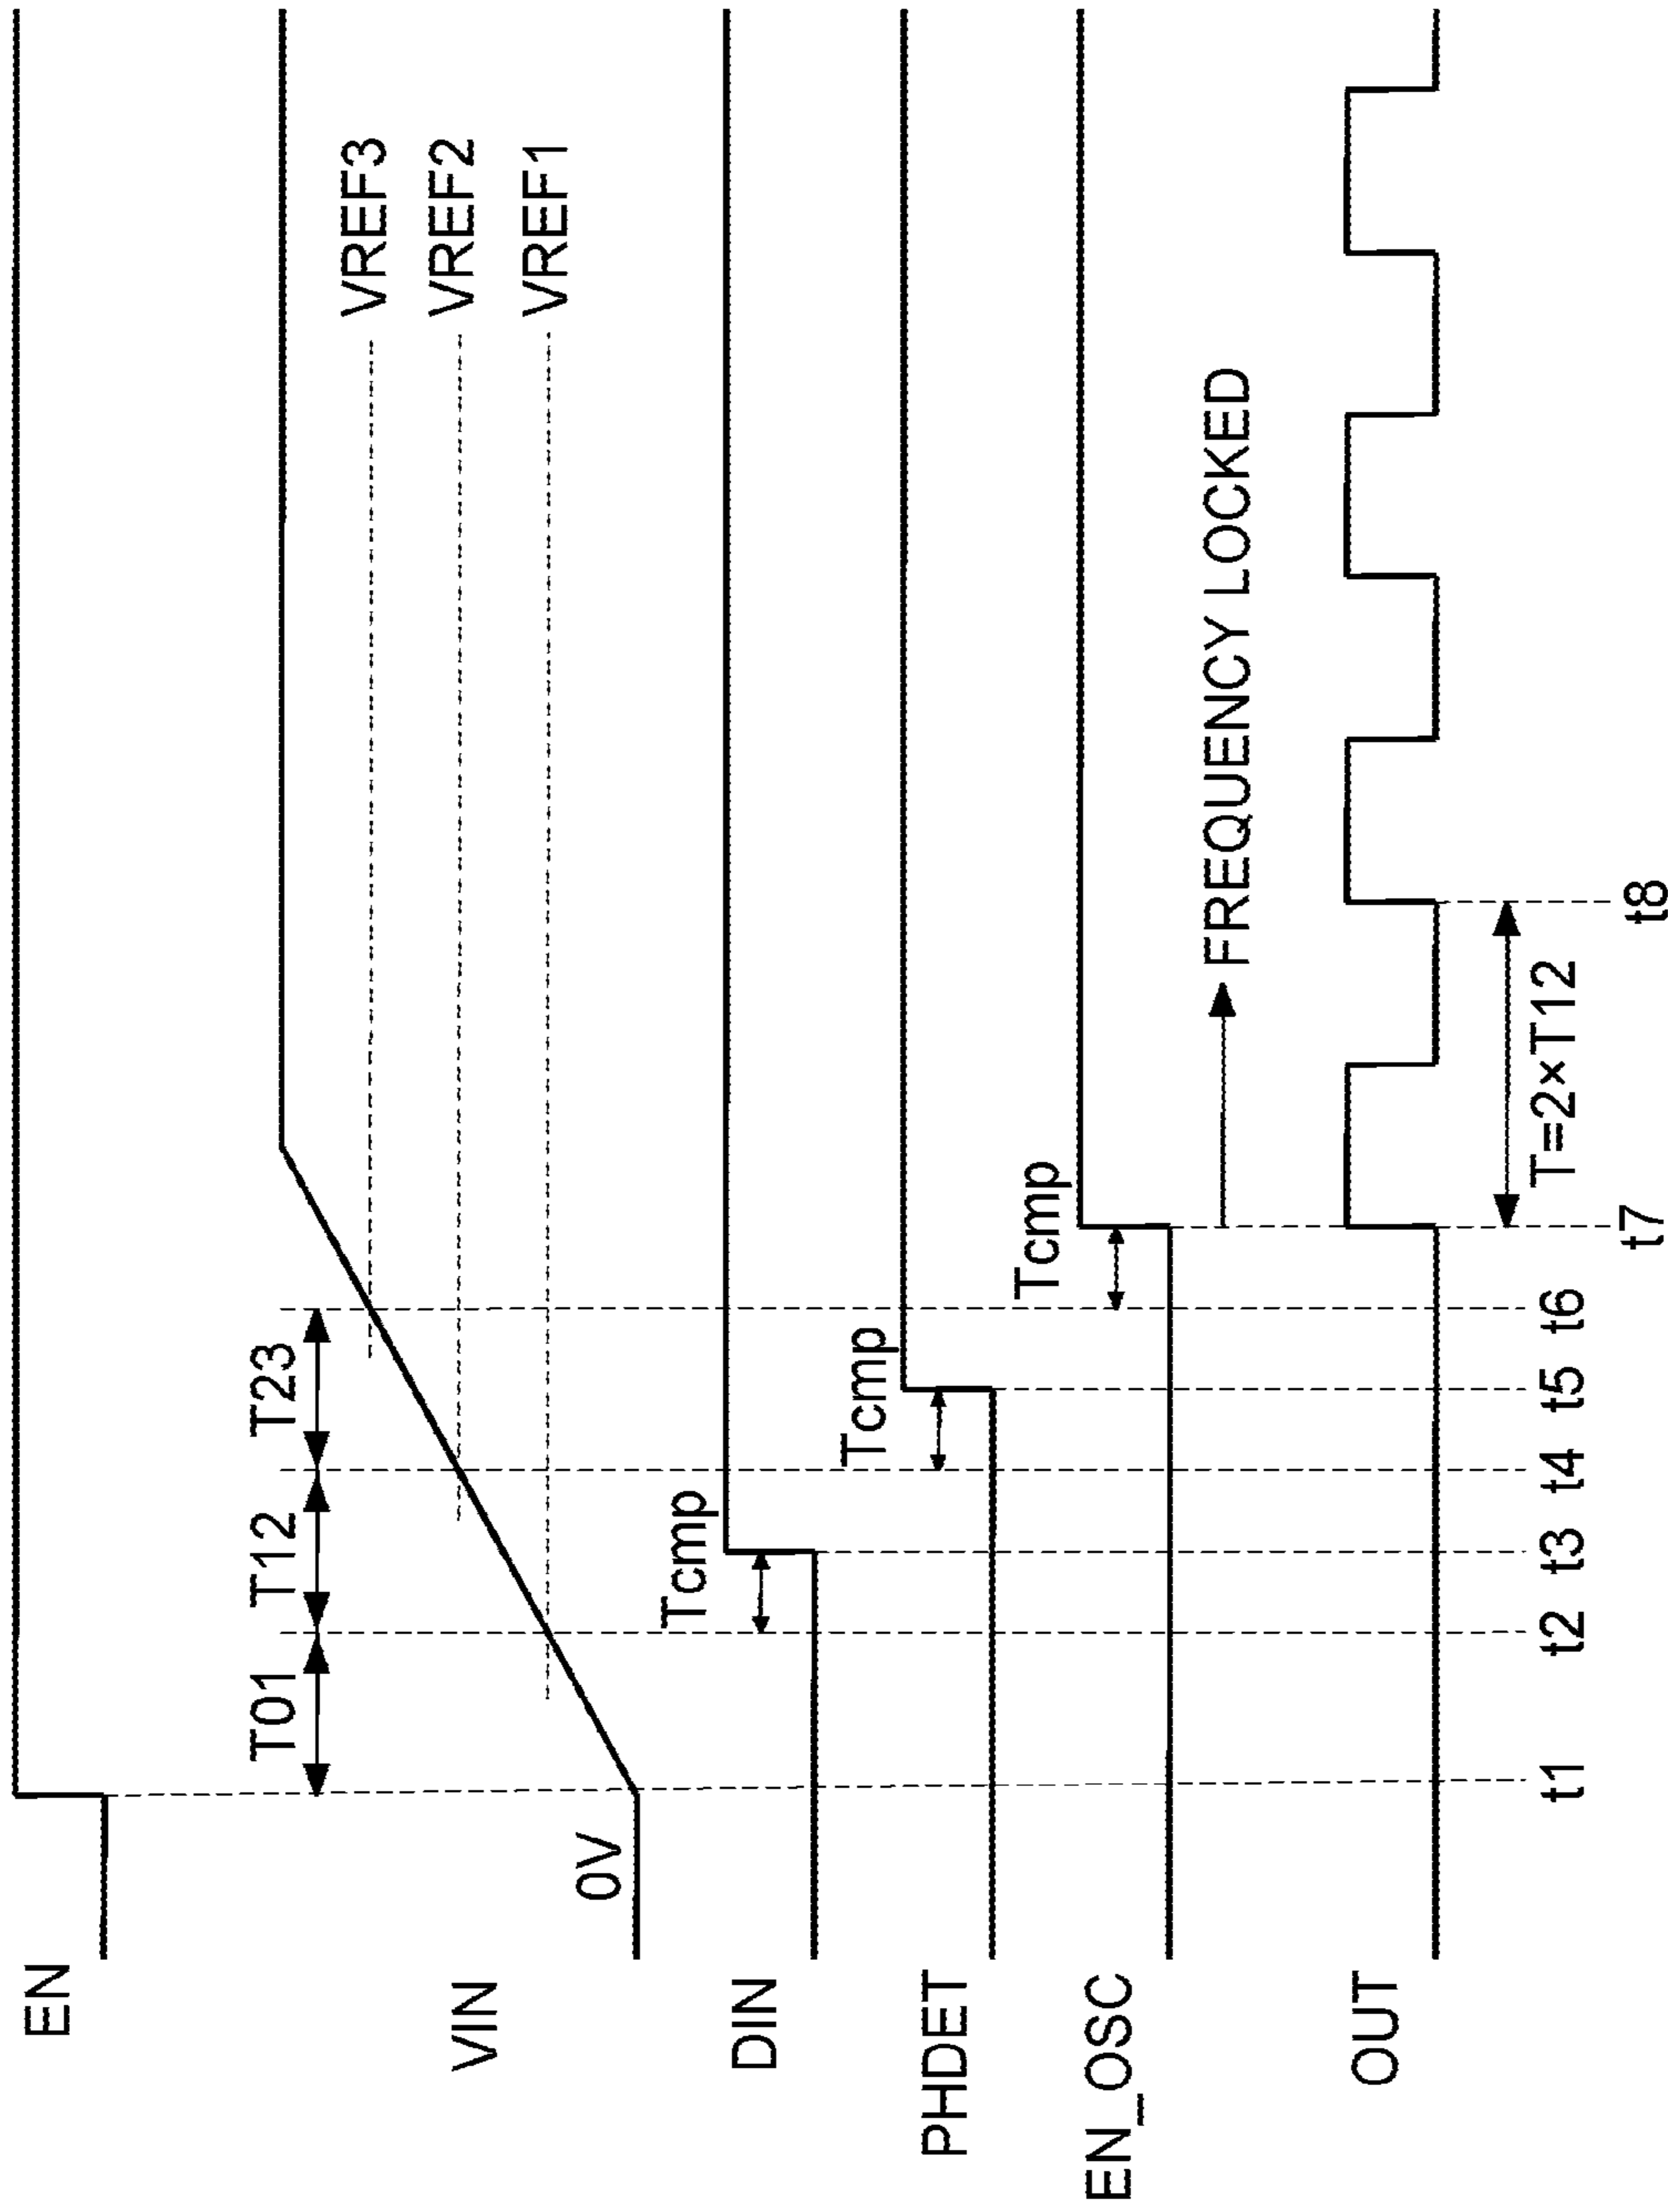 EN
T01
T12
T23
VIN
0V
VREF3
VREF2
VREF1
DIN
Tcmp
PHDET
Tcmp
EN_OSC
Tcmp
FREQUENCY LOCKED
OUT
T=2×T12
t1
t2
t3
t4
t5
t6
t7
t8